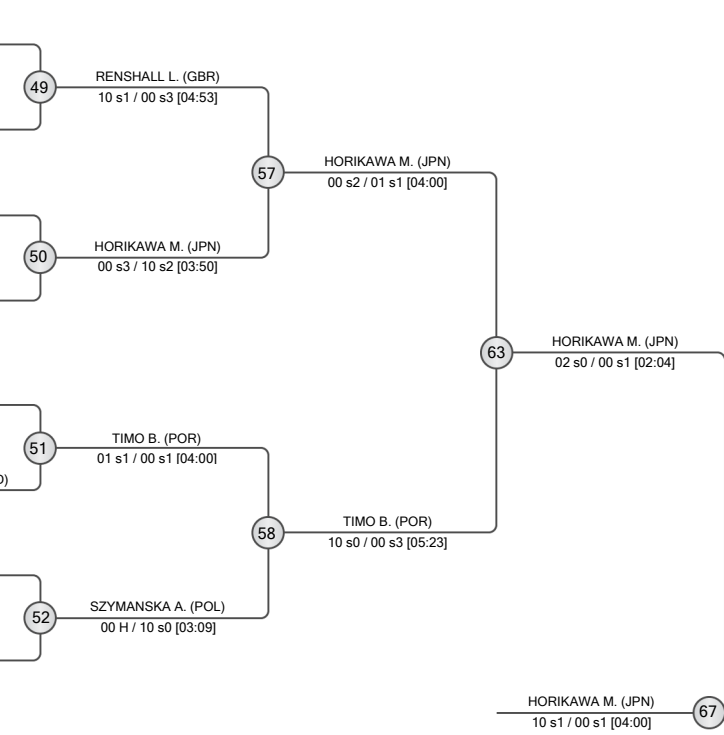 49
RENSHALL L. (GBR)
10 s1 / 00 s3 [04:53]
57
HORIKAWA M. (JPN)
00 s2 / 01 s1 [04:00]
50
HORIKAWA M. (JPN)
00 s3 / 10 s2 [03:50]
63
HORIKAWA M. (JPN)
02 s0 / 00 s1 [02:04]
51
TIMO B. (POR)
01 s1 / 00 s1 [04:00]
)
58
TIMO B. (POR)
10 s0 / 00 s3 [05:23]
52
SZYMANSKA A. (POL)
00 H / 10 s0 [03:09]
HORIKAWA M. (JPN)
10 s1 / 00 s1 [04:00]
67